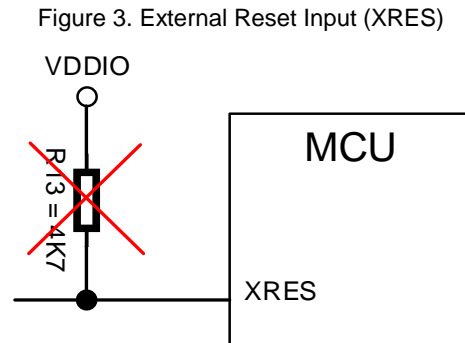 Figure 3. External Reset Input (XRES)
VDDIO
MCU
R13 = 4K7
XRES